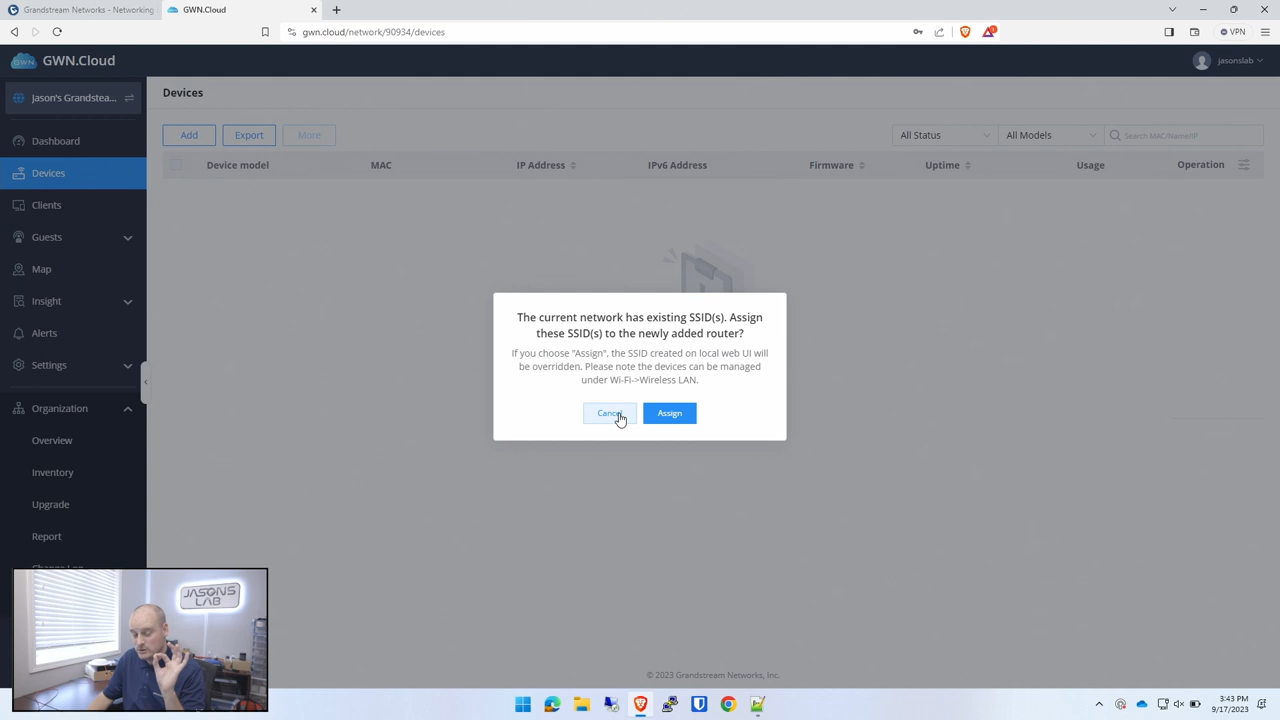 Grandstream Networks - Networking
GWN.Cloud
gwn.cloud/network/90934/devices
VPN
GWN.Cloud
jasonslab
Jason's Grandstrea...
Devices
Add
Export
More
All Status
All Models
Search MAC/Name/IP
Device model
MAC
IP Address
IPv6 Address
Firmware
Uptime
Usage
Operation
Dashboard
Devices
Clients
Guests
Map
Insight
Alerts
Settings
Organization
Overview
Inventory
Upgrade
Report
The current network has existing SSID(s). Assign
these SSID(s) to the newly added router?
If you choose "Assign", the SSID created on local web UI will
be overridden. Please note the devices can be managed
under Wi-Fi->Wireless LAN.
Cancel
Assign
JASONS
LAB
© 2023 Grandstream Networks, Inc.
3:43 PM
9/17/2023